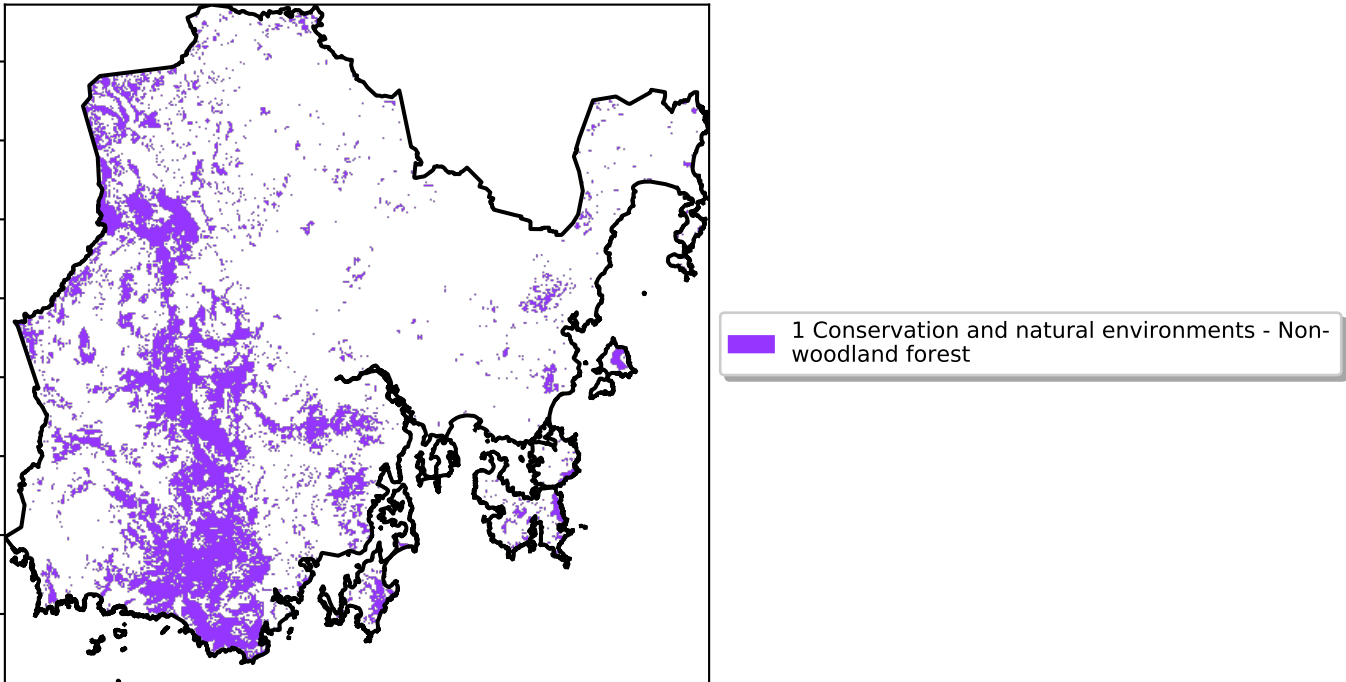 1 Conservation and natural environments - Non-
woodland forest